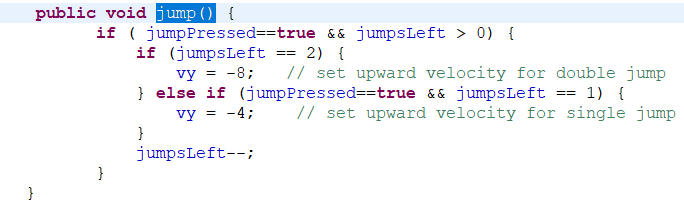 public void jump() {
if ( jumpPressed==true && jumpsLeft > 0) {
if (jumpsLeft == 2) {
vy = -8;   // set upward velocity for double jump
} else if (jumpPressed==true && jumpsLeft == 1) {
vy = -4;    // set upward velocity for single jump
}
jumpsLeft--;
}
}